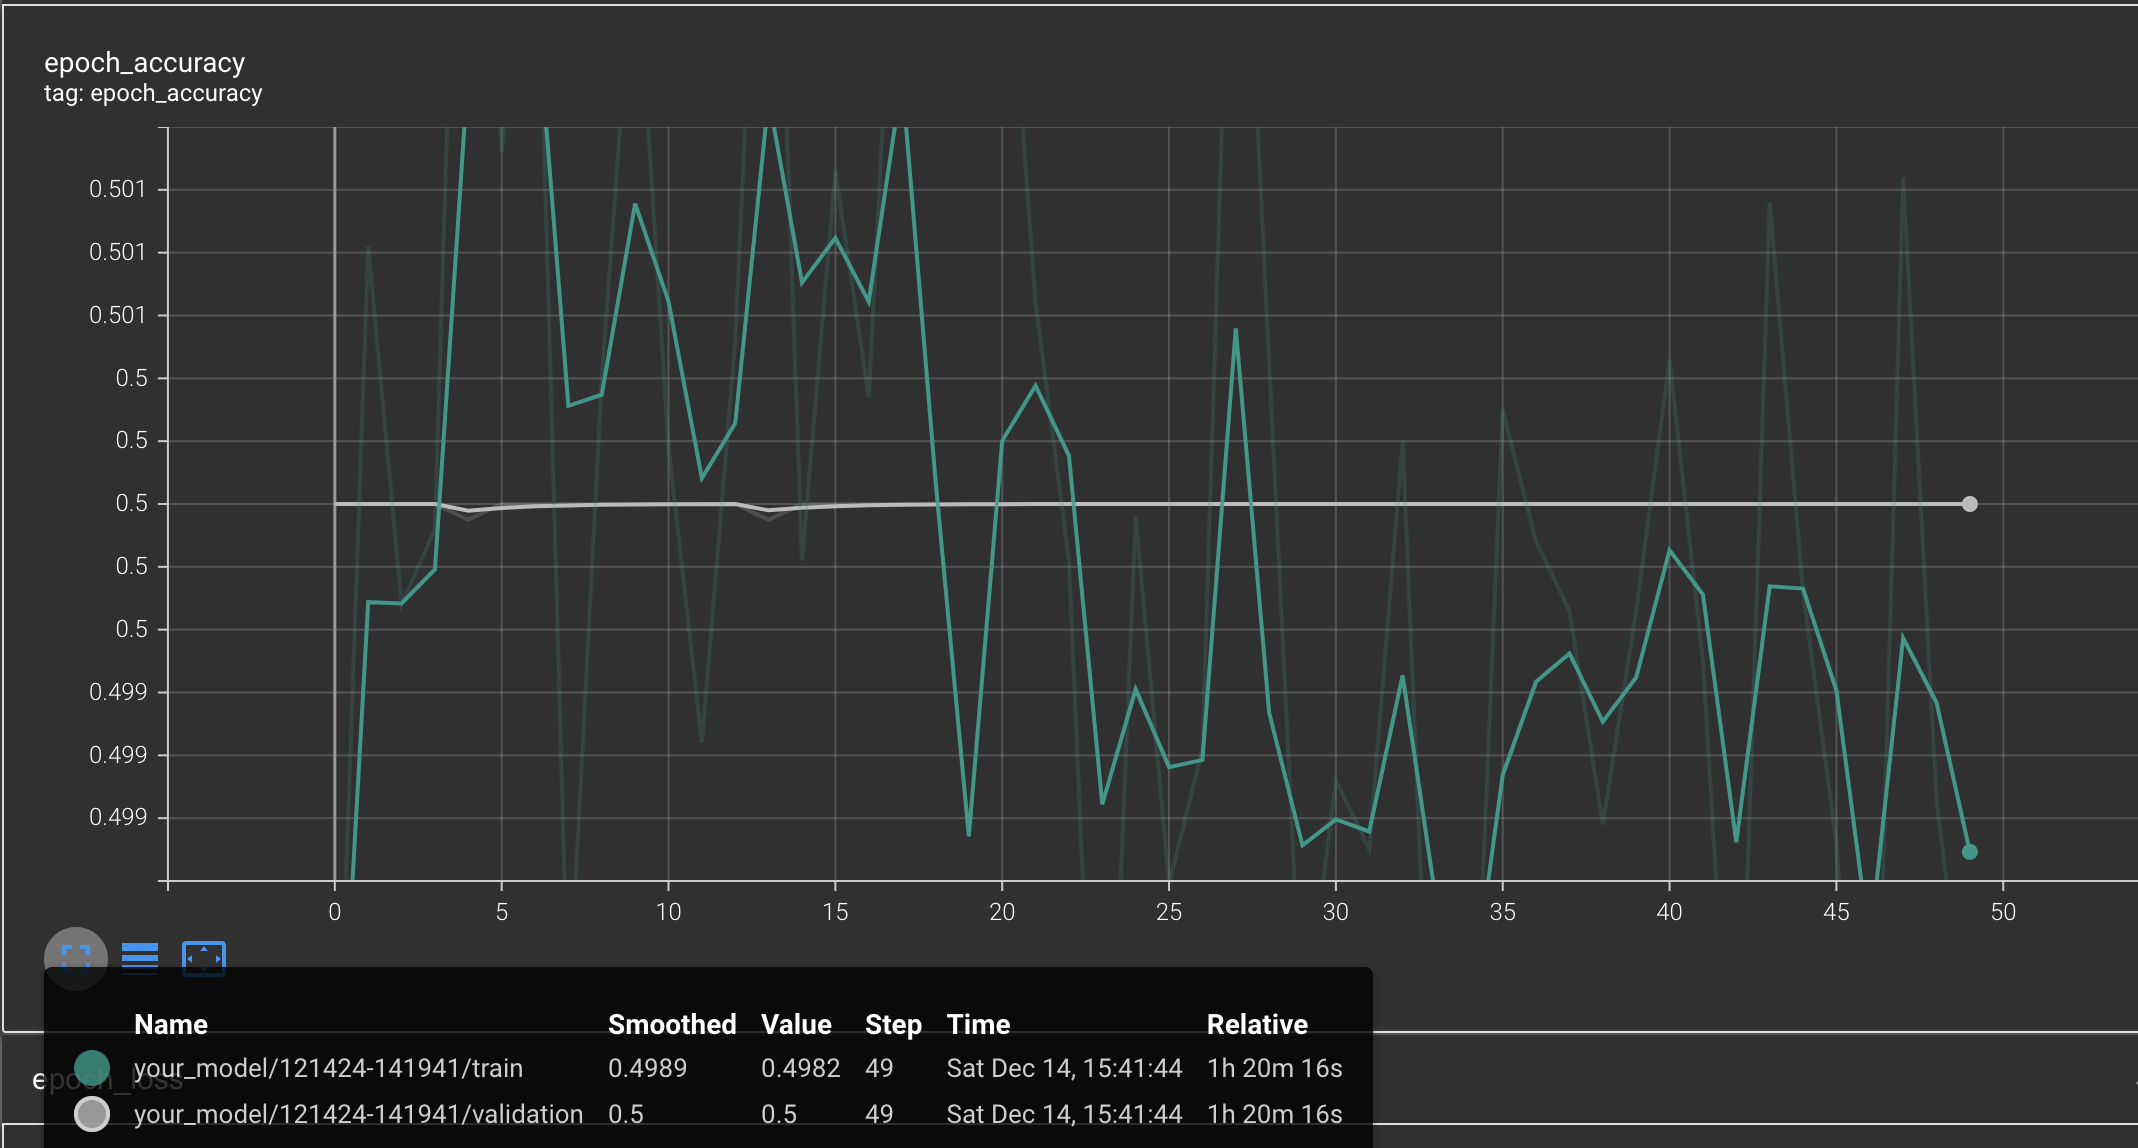 epoch_accuracy
tag: epoch_accuracy
0.501
0.501
0.501
0.5
0.5
0.5
0.5
0.5
0.499
0.499
0.499
0 5 10 15 20 25 30 35 40 45 50
Name Smoothed Value Step Time Relative
your_model/121424-141941/train 0.4989 0.4982 49 Sat Dec 14, 15:41:44 1h 20m 16s
epoch_loss
your_model/121424-141941/validation 0.5 0.5 49 Sat Dec 14, 15:41:44 1h 20m 16s